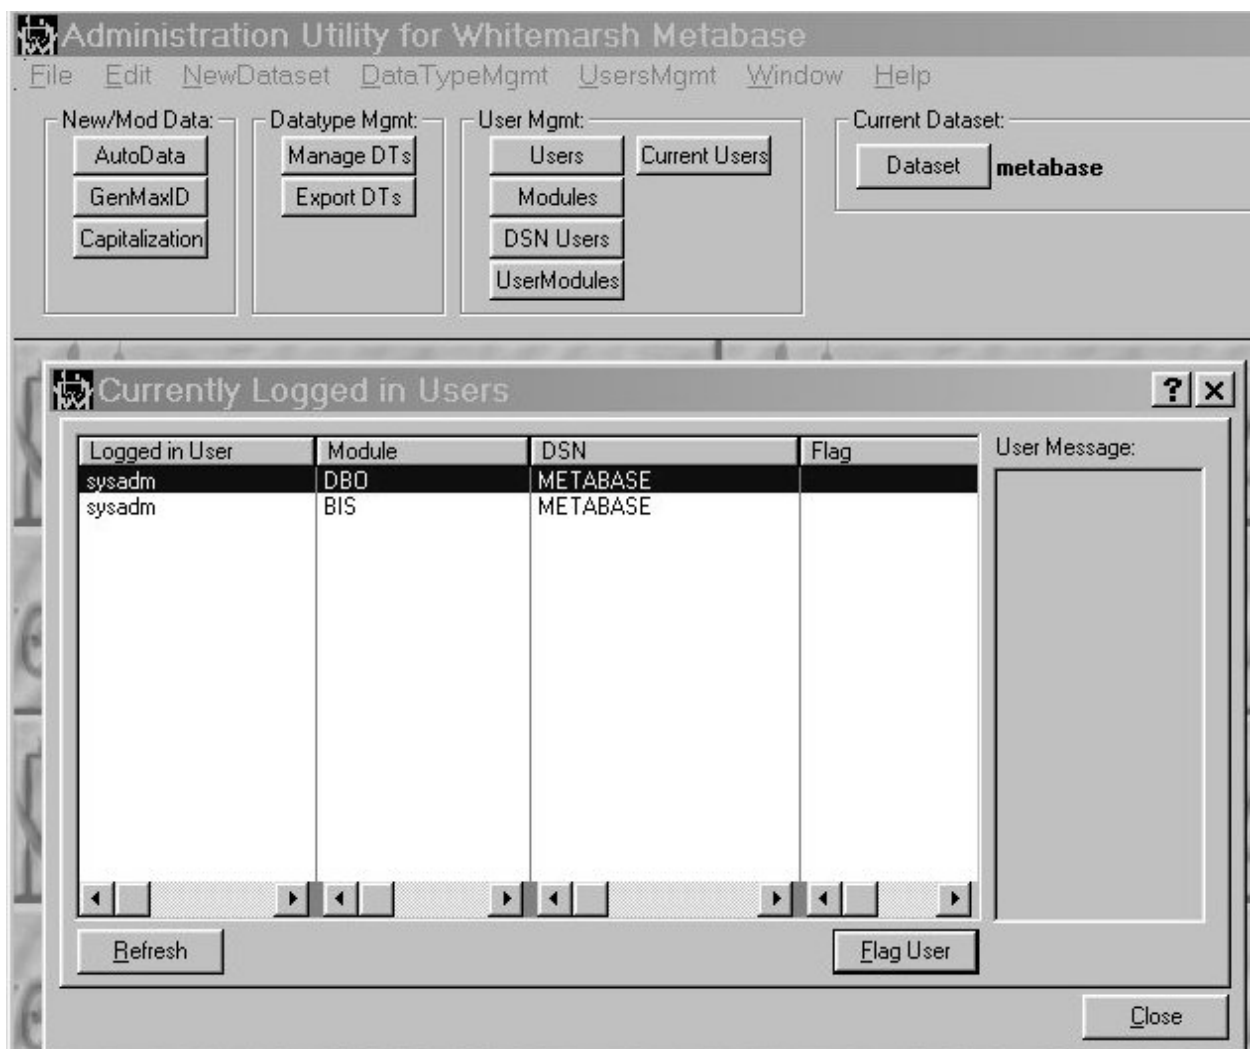 Administration Utility for Whitemarsh Metabase
File Edit NewDataset DataTypeMgmt UsersMgmt Window Help
New/Mod Data: Datatype Mgmt: User Mgmt: Current Dataset:
AutoData Manage DTs Users Current Users Dataset metabase
GenMaxID Export DTs Modules
Capitalization DSN Users
UserModules
Currently Logged in Users ?
Logged in User Module DSN Flag User Message:
sysadm DBO METABASE
sysadm BIS METABASE
Refresh Flag User
Close